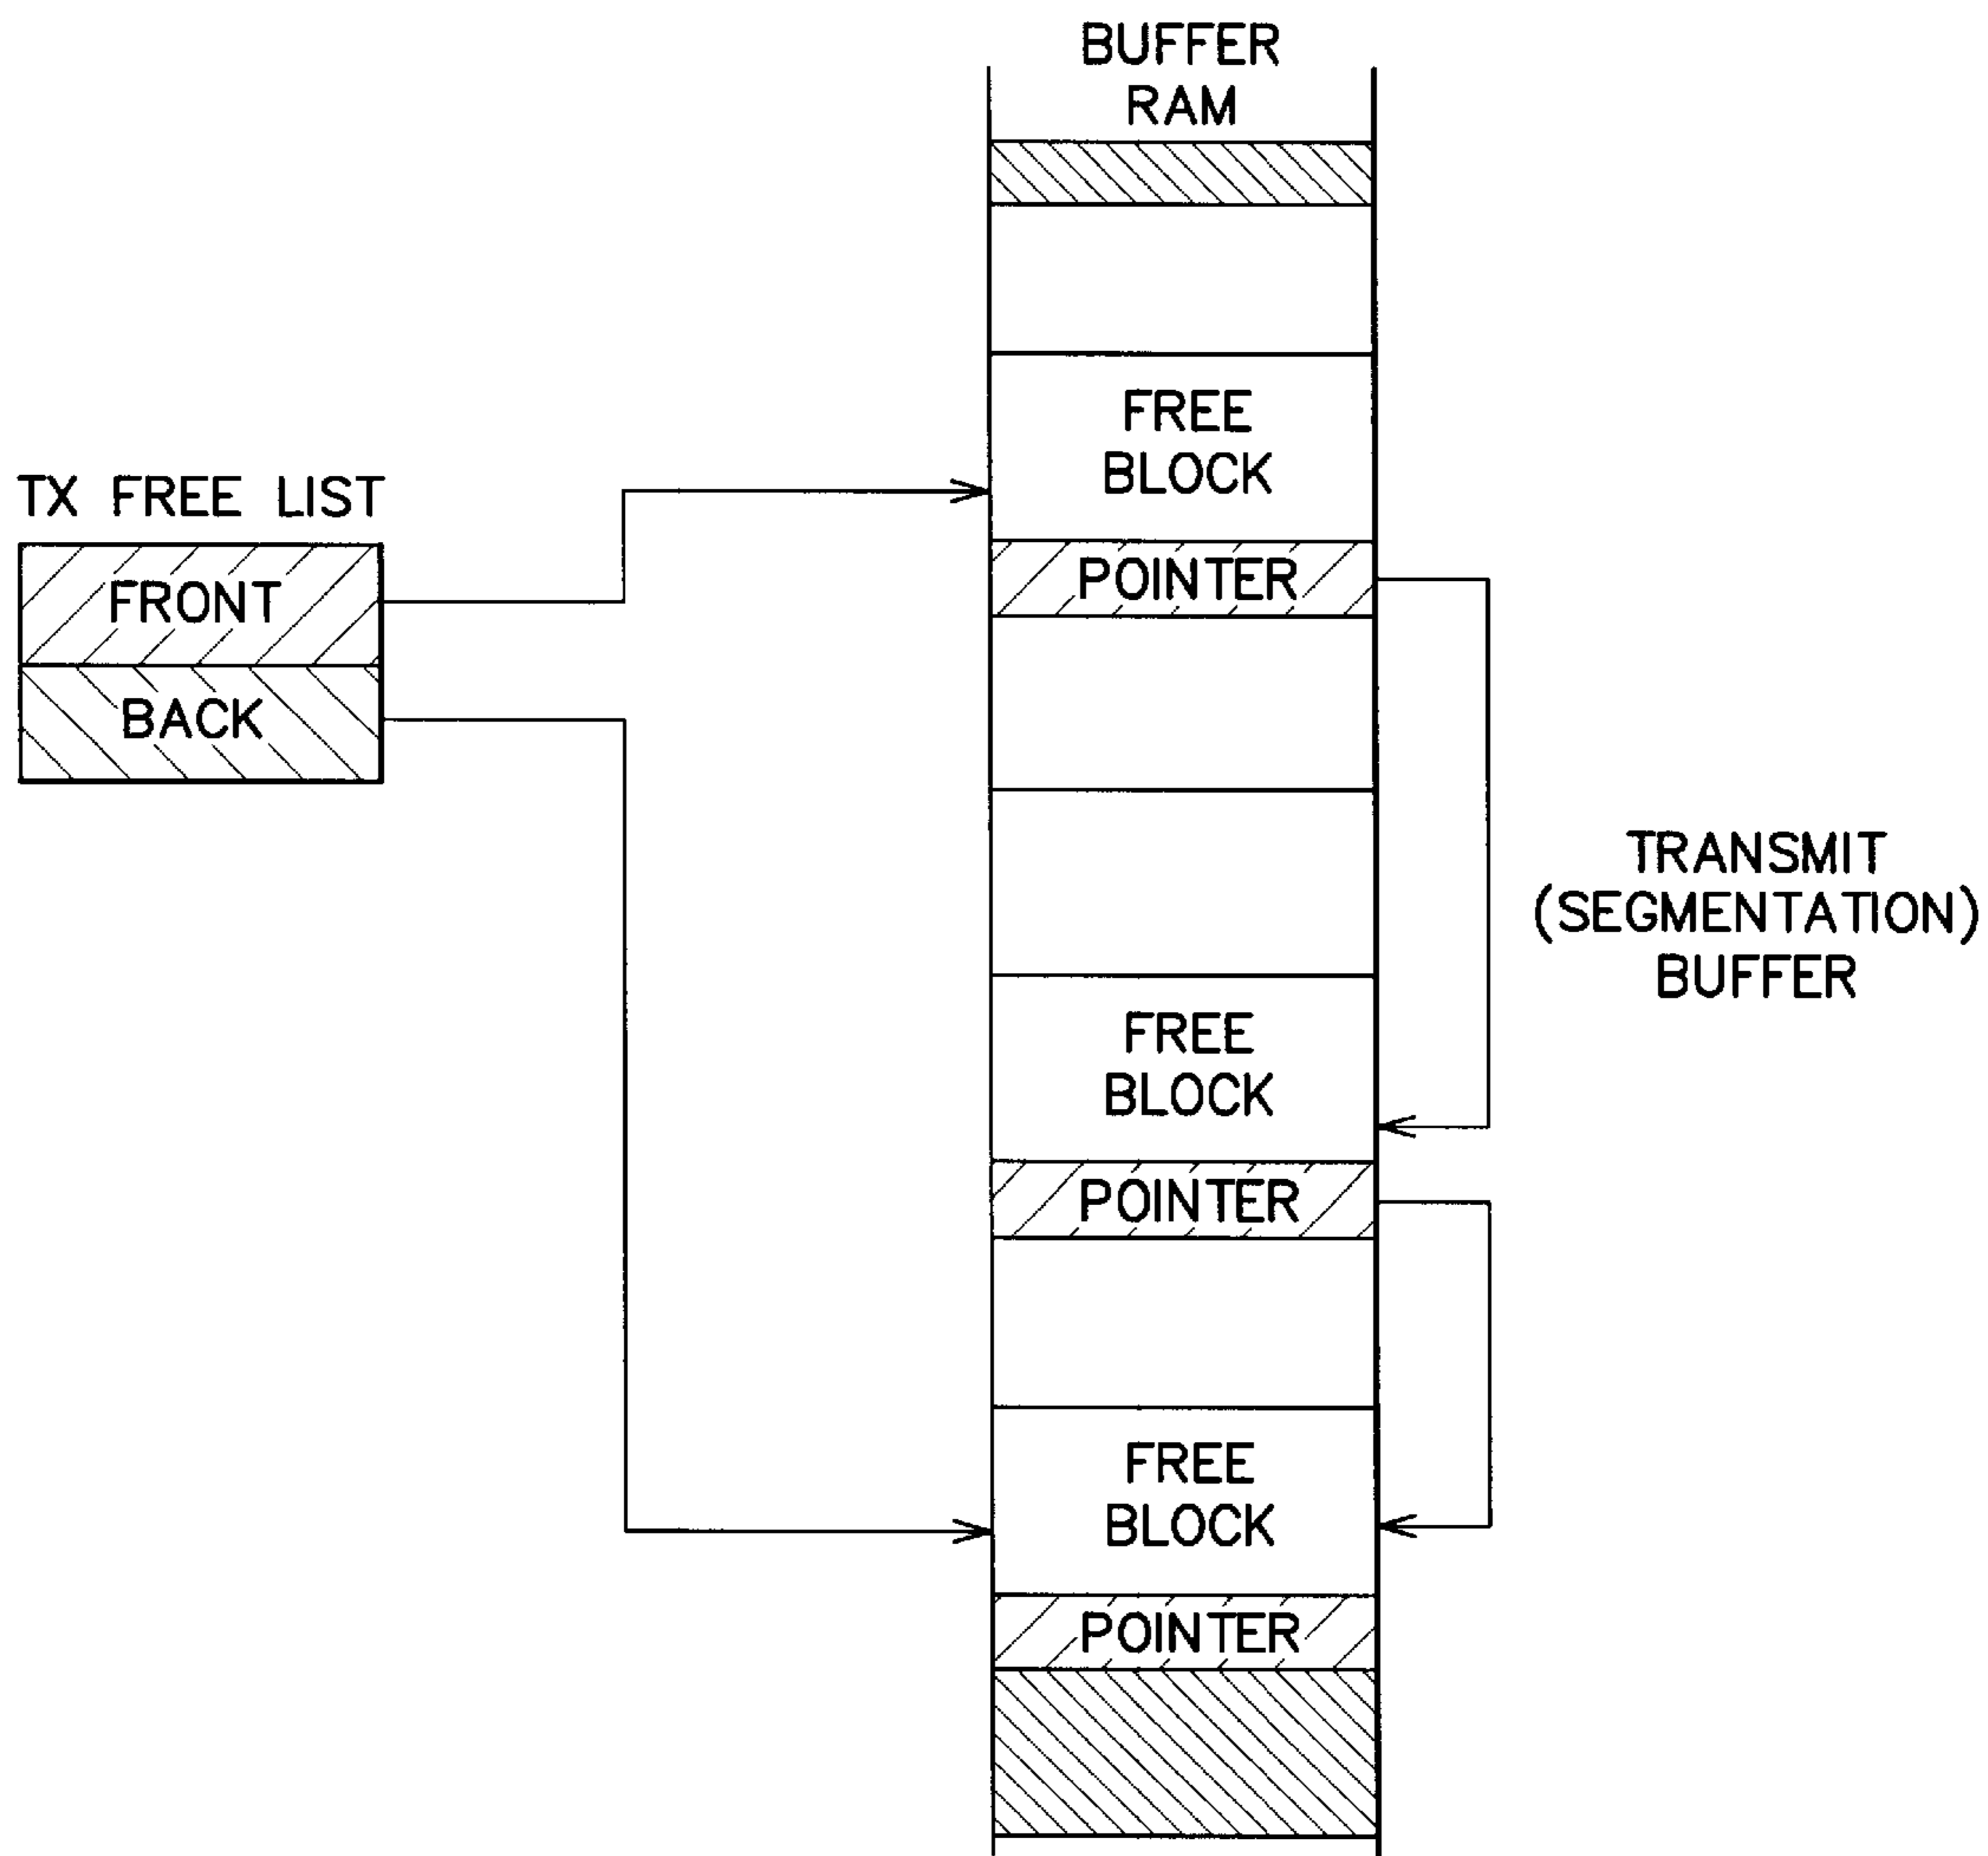 BUFFER
RAM
FREE
BLOCK
TX FREE LIST
FRONT
POINTER
BACK
TRANSMIT
(SEGMENTATION)
BUFFER
FREE
BLOCK
POINTER
FREE
BLOCK
POINTER